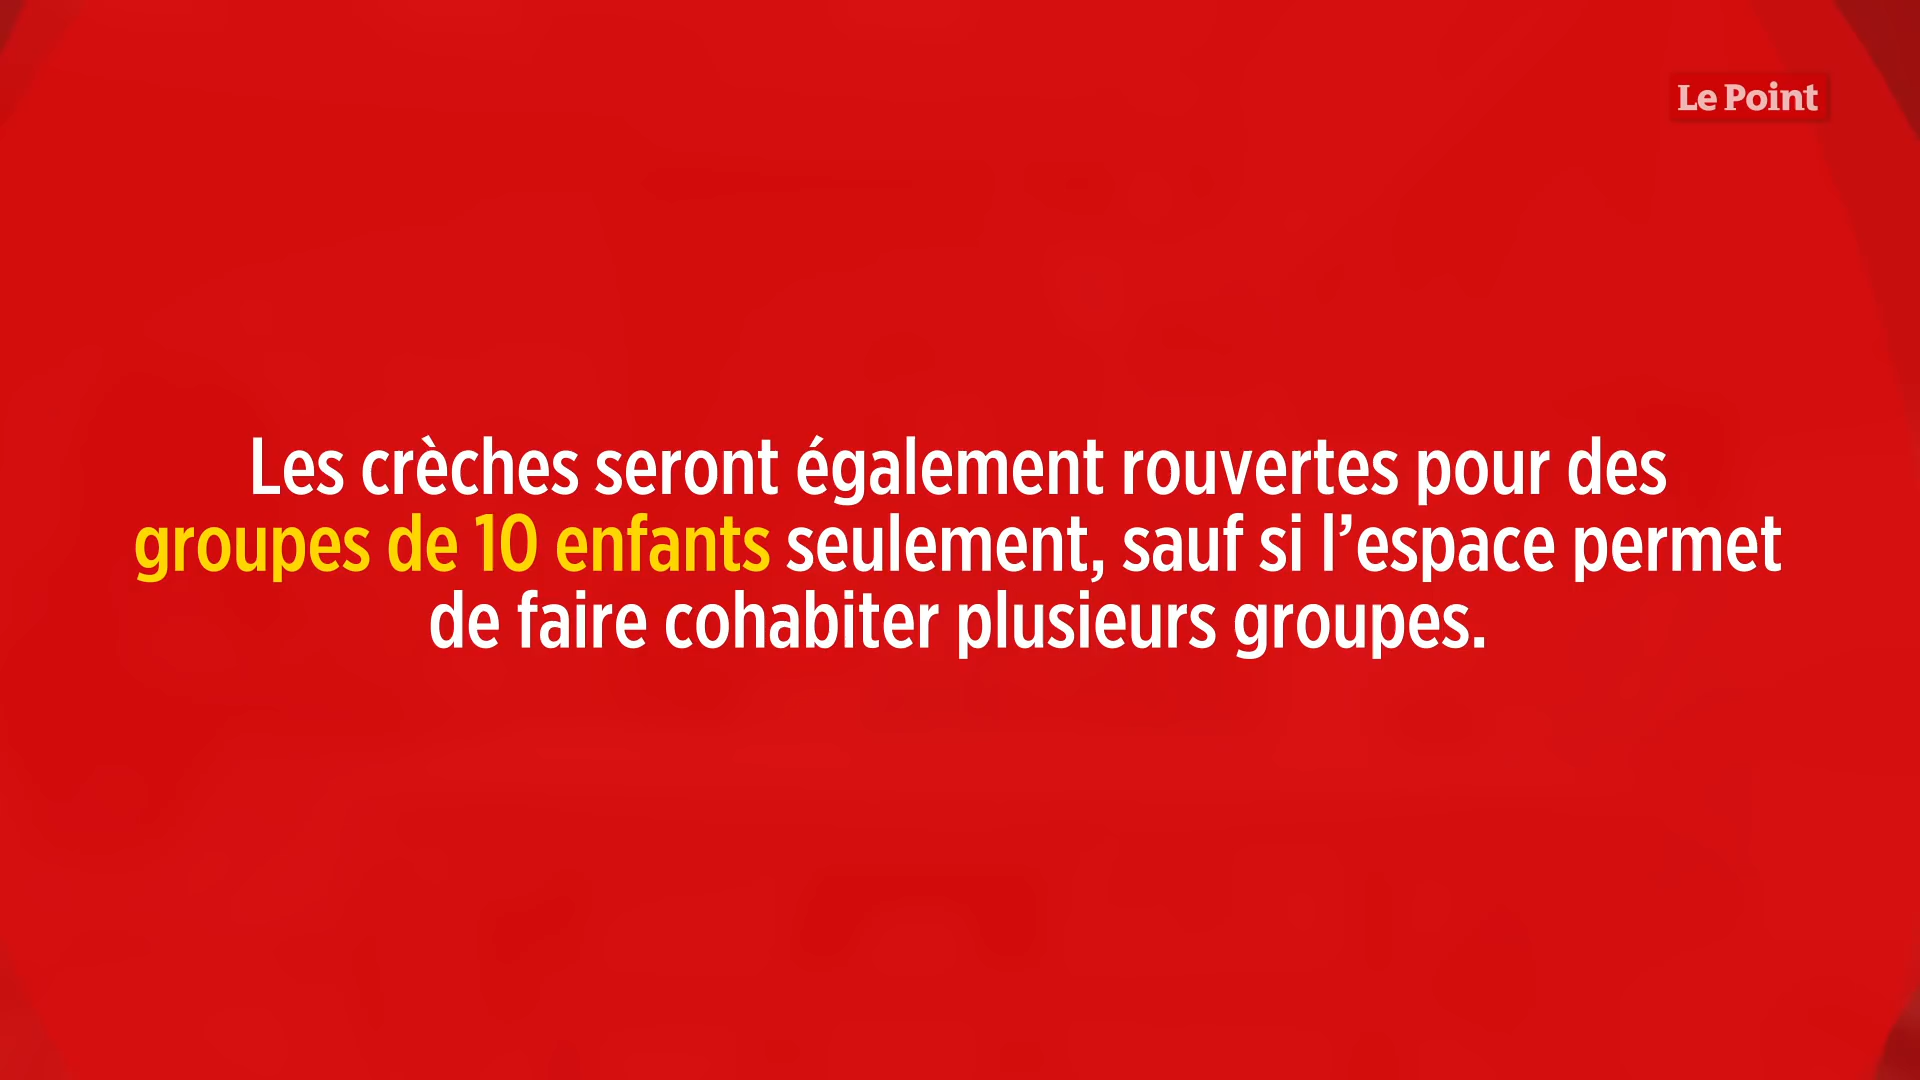 Le Point
Les crèches seront également rouvertes pour des
groupes de 10 enfants seulement, sauf si l’espace permet
de faire cohabiter plusieurs groupes.